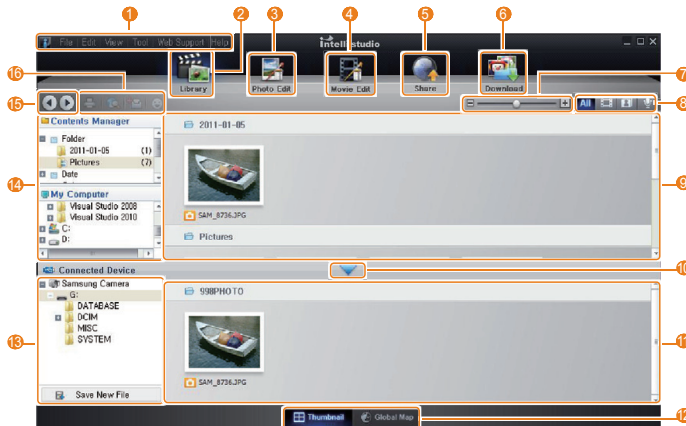 1 2 3 4 5 6
File Edit View Tool Web Support Help
Intelli-studio
Library Photo Edit Movie Edit Share Download
16 7
15 All 8
Contents Manager
Folder
2011-01-05 (1)
Pictures (7)
Date
14
My Computer
Visual Studio 2008
Visual Studio 2010
C:
D:
2011-01-05
SAM_8736.JPG
9
Pictures
Connected Device 10
Samsung Camera
G:
DATABASE
DCIM
MISC
SYSTEM
13
Save New File
998PHOTO
SAM_8736.JPG
11
Thumbnail Global Map 12